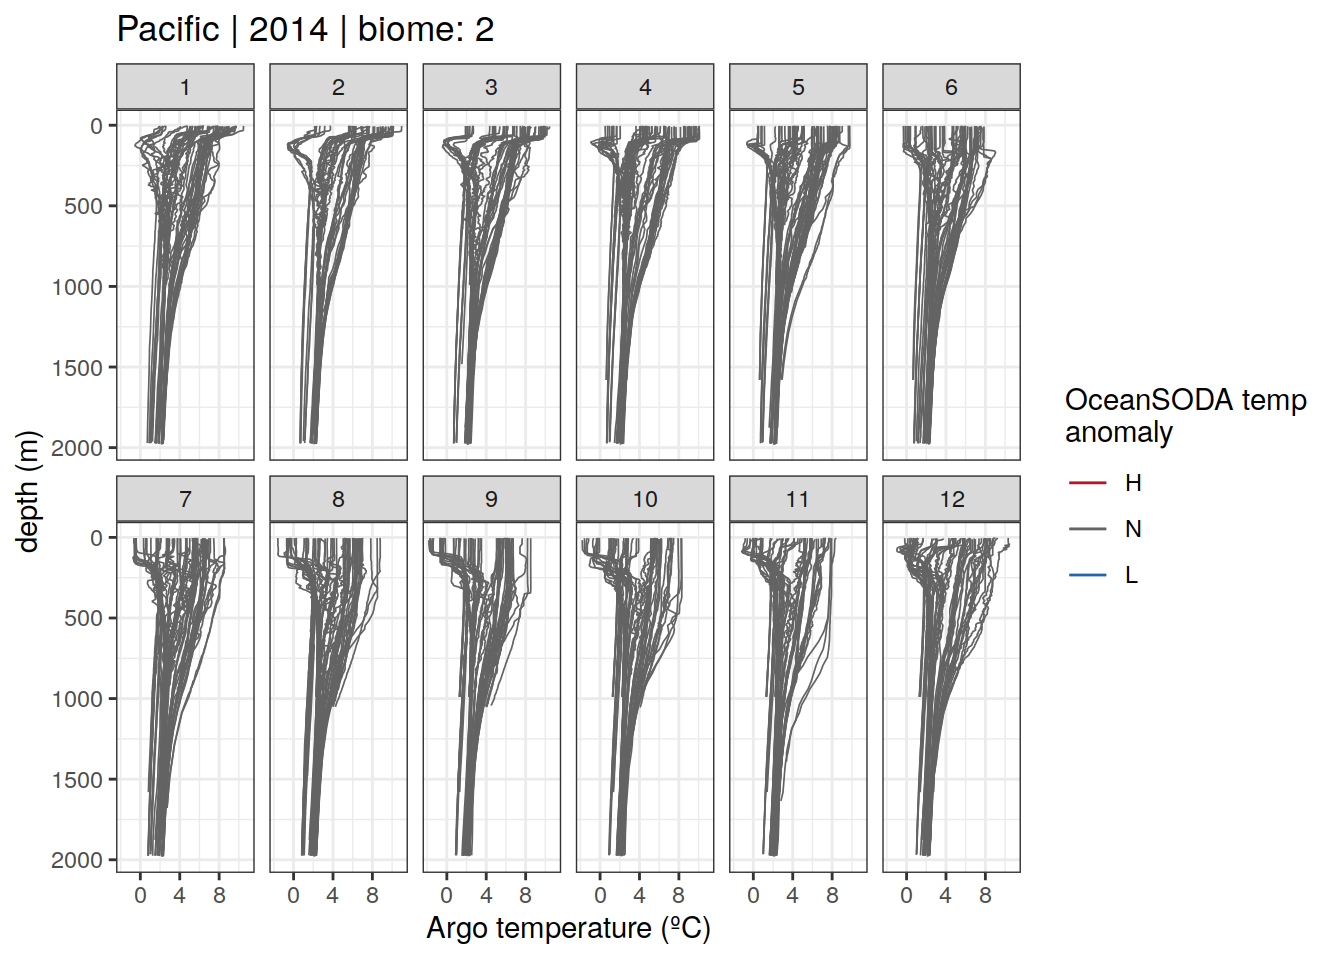 Pacific | 2014 | biome: 2
1 2 3 4 5 6
0
500
1000
1500
2000
7 8 9 10 11 12
0
500
1000
1500
2000
0 4 8 0 4 8 0 4 8 0 4 8 0 4 8 0 4 8
Argo temperature (ºC)
depth (m)
OceanSODA temp
anomaly
H
N
L